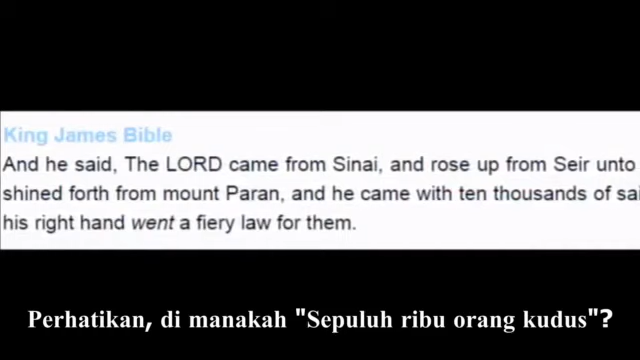 King James Bible
And he said, The LORD came from Sinai, and rose up from Seir unto
shined forth from mount Paran, and he came with ten thousands of
his right hand went a fiery law for them.
Perhatikan, di manakah "Sepuluh ribu orang kudus"?